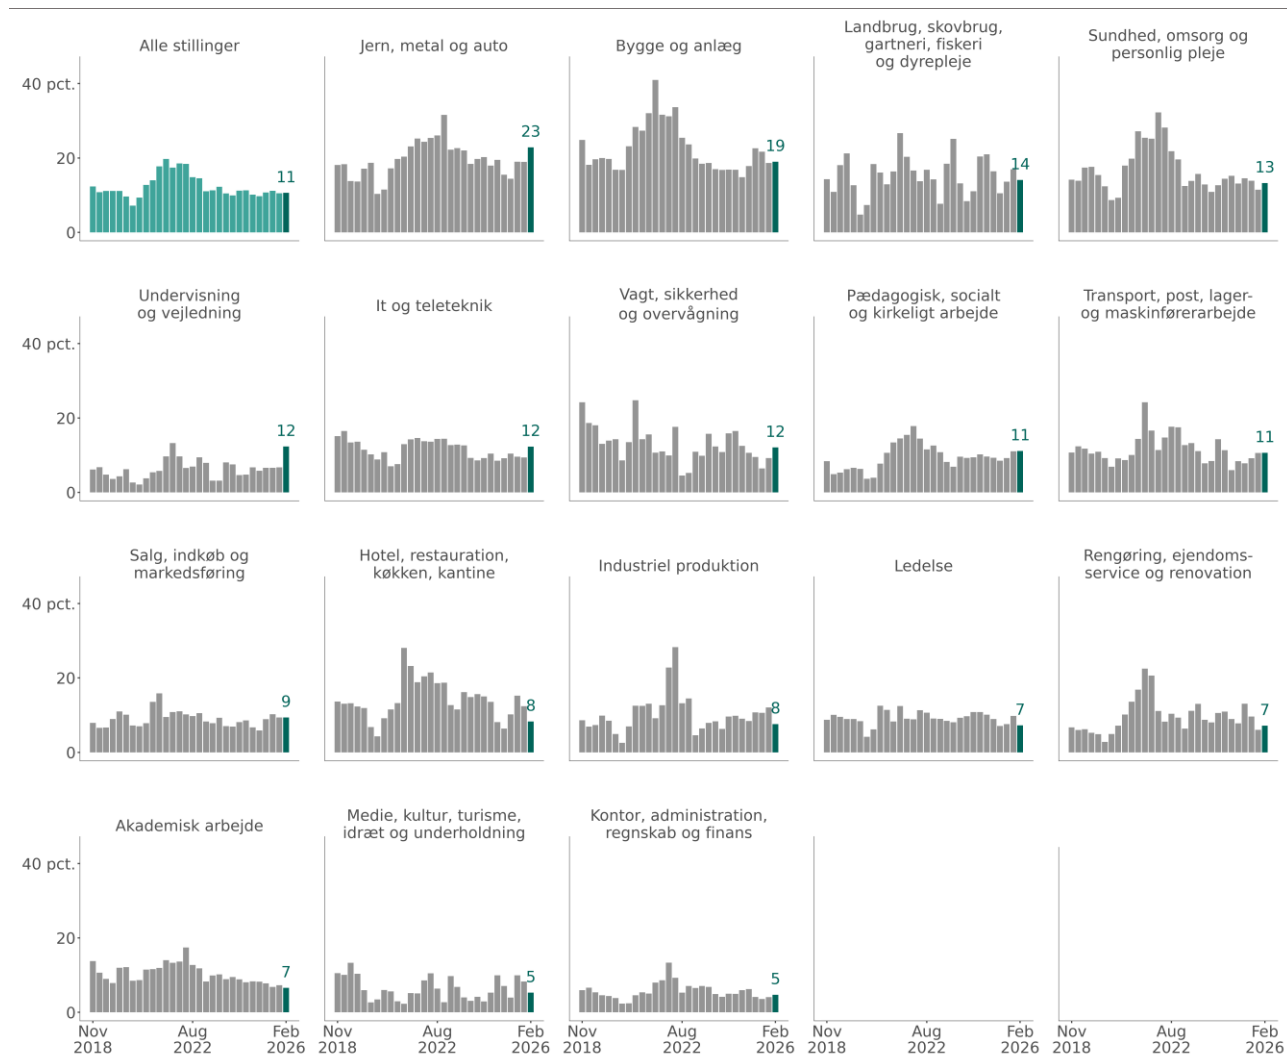 Alle stillinger
Jern, metal og auto
Bygge og anlæg
Landbrug, skovbrug,
gartneri, fiskeri
og dyrepleje
Sundhed, omsorg og
personlig pleje
40 pct.
20
0
11
23
19
14
13
Undervisning
og vejledning
It og teleteknik
Vagt, sikkerhed
og overvågning
Pædagogisk, socialt
og kirkeligt arbejde
Transport, post, lager-
og maskinførerarbejde
40 pct.
20
0
12
12
12
11
11
Salg, indkøb og
markedsføring
Hotel, restauration,
køkken, kantine
Industriel produktion
Ledelse
Rengøring, ejendoms-
service og renovation
40 pct.
20
0
9
8
8
7
7
Akademisk arbejde
Medie, kultur, turisme,
idræt og underholdning
Kontor, administration,
regnskab og finans
40 pct.
20
0
7
5
5
Nov
2018
Aug
2022
Feb
2026
Nov
2018
Aug
2022
Feb
2026
Nov
2018
Aug
2022
Feb
2026
Nov
2018
Aug
2022
Feb
2026
Nov
2018
Aug
2022
Feb
2026